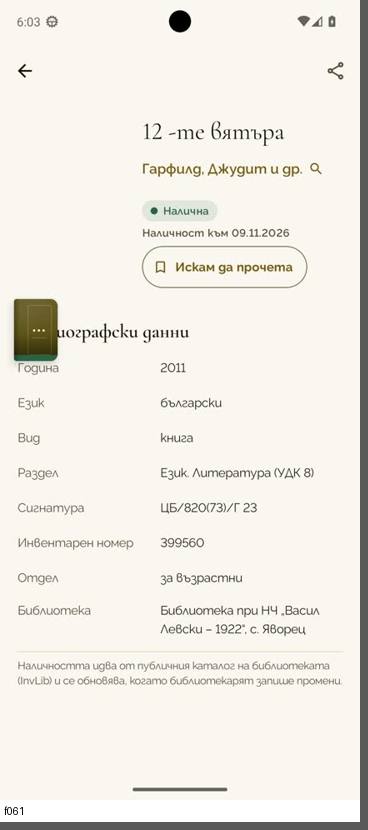 6:03
12 -те вятъра
Гарфилд, Джудит и др.
Налична
Наличност към 09.11.2026
Искам да прочета
иографски данни
Година 2011
Език български
Вид книга
Раздел Език. Литература (УДК 8)
Сигнатура ЦБ/820(73)/Г 23
Инвентарен номер 399560
Отдел за възрастни
Библиотека Библиотека при НЧ „Васил
Левски – 1922", с. Яворец
Наличността идва от публичния каталог на библиотеката
(InvLib) и се обновява, когато библиотекарят запише промени.
f061